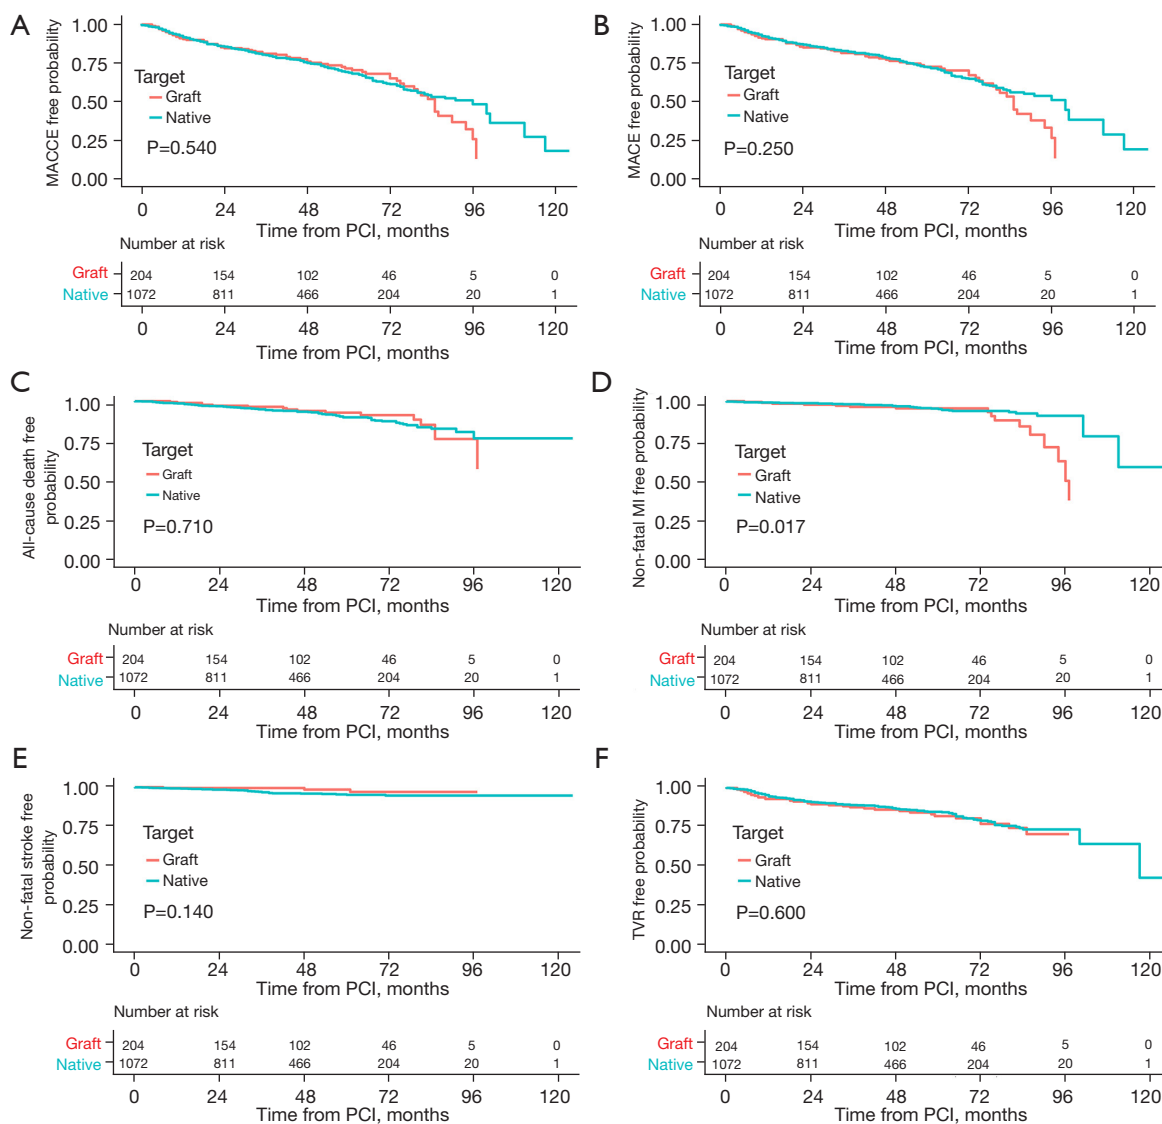 A
MACCE free probability
1.00
0.75
0.50
0.25
0.00
Target
Graft
Native
P=0.540
0 24 48 72 96 120
Time from PCI, months
Number at risk
Graft 204 154 102 46 5 0
Native 1072 811 466 204 20 1
0 24 48 72 96 120
Time from PCI, months
B
MACE free probability
1.00
0.75
0.50
0.25
0.00
Target
Graft
Native
P=0.250
0 24 48 72 96 120
Time from PCI, months
Number at risk
Graft 204 154 102 46 5 0
Native 1072 811 466 204 20 1
0 24 48 72 96 120
Time from PCI, months
C
All-cause death free
probability
1.00
0.75
0.50
0.25
0.00
Target
Graft
Native
P=0.710
0 24 48 72 96 120
Time from PCI, months
Number at risk
Graft 204 154 102 46 5 0
Native 1072 811 466 204 20 1
0 24 48 72 96 120
Time from PCI, months
D
Non-fatal MI free probability
1.00
0.75
0.50
0.25
0.00
Target
Graft
Native
P=0.017
0 24 48 72 96 120
Time from PCI, months
Number at risk
Graft 204 154 102 46 5 0
Native 1072 811 466 204 20 1
0 24 48 72 96 120
Time from PCI, months
E
Non-fatal stroke free
probability
1.00
0.75
0.50
0.25
0.00
Target
Graft
Native
P=0.140
0 24 48 72 96 120
Time from PCI, months
Number at risk
Graft 204 154 102 46 5 0
Native 1072 811 466 204 20 1
0 24 48 72 96 120
Time from PCI, months
F
TVR free probability
1.00
0.75
0.50
0.25
0.00
Target
Graft
Native
P=0.600
0 24 48 72 96 120
Time from PCI, months
Number at risk
Graft 204 154 102 46 5 0
Native 1072 811 466 204 20 1
0 24 48 72 96 120
Time from PCI, months